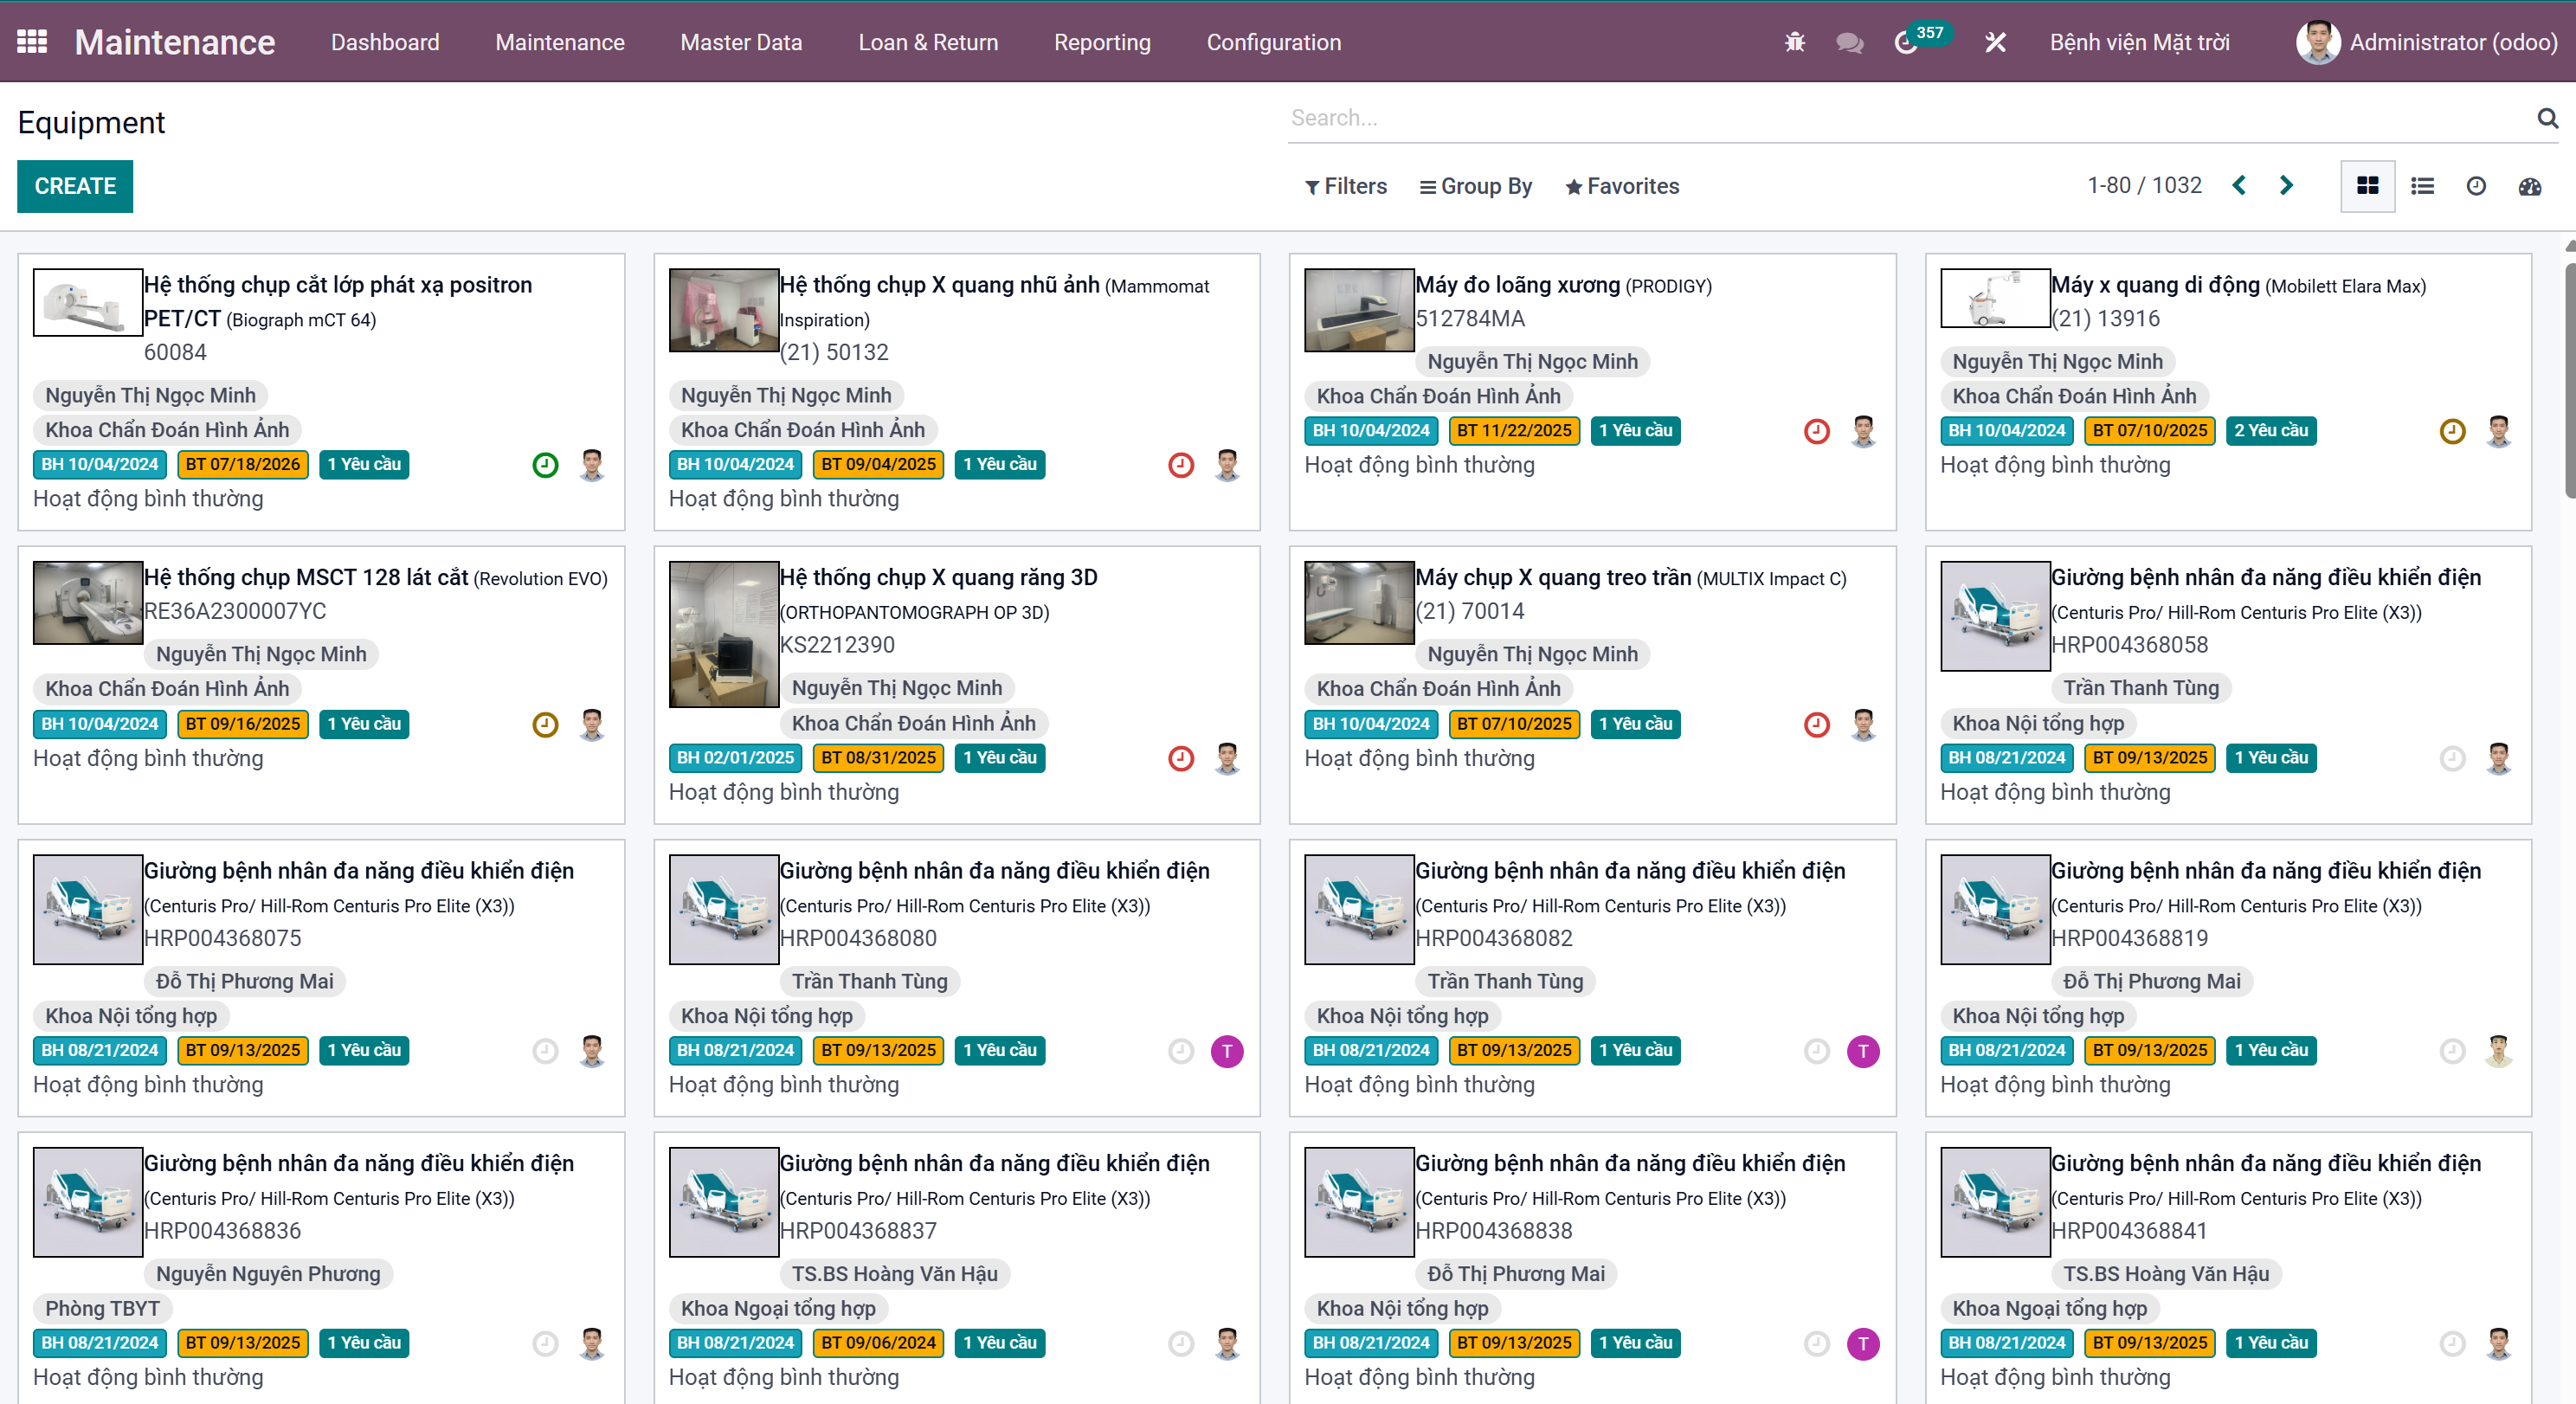 Maintenance Dashboard Maintenance Master Data Loan & Return Reporting Configuration 357 Bệnh viện Mặt trời Administrator (odoo)
Equipment
Search...
CREATE
Filters Group By Favorites 1-80 / 1032
Hệ thống chụp cắt lớp phát xạ positron
PET/CT (Biograph mCT 64)
60084
Nguyễn Thị Ngọc Minh
Khoa Chẩn Đoán Hình Ảnh
BH 10/04/2024 BT 07/18/2026 1 Yêu cầu
Hoạt động bình thường
Hệ thống chụp X quang nhũ ảnh (Mammomat
Inspiration)
(21) 50132
Nguyễn Thị Ngọc Minh
Khoa Chẩn Đoán Hình Ảnh
BH 10/04/2024 BT 09/04/2025 1 Yêu cầu
Hoạt động bình thường
Máy đo loãng xương (PRODIGY)
512784MA
Nguyễn Thị Ngọc Minh
Khoa Chẩn Đoán Hình Ảnh
BH 10/04/2024 BT 11/22/2025 1 Yêu cầu
Hoạt động bình thường
Máy x quang di động (Mobilett Elara Max)
(21) 13916
Nguyễn Thị Ngọc Minh
Khoa Chẩn Đoán Hình Ảnh
BH 10/04/2024 BT 07/10/2025 2 Yêu cầu
Hoạt động bình thường
Hệ thống chụp MSCT 128 lát cắt (Revolution EVO)
RE36A2300007YC
Nguyễn Thị Ngọc Minh
Khoa Chẩn Đoán Hình Ảnh
BH 10/04/2024 BT 09/16/2025 1 Yêu cầu
Hoạt động bình thường
Hệ thống chụp X quang răng 3D
(ORTHOPANTOMOGRAPH OP 3D)
KS2212390
Nguyễn Thị Ngọc Minh
Khoa Chẩn Đoán Hình Ảnh
BH 02/01/2025 BT 08/31/2025 1 Yêu cầu
Hoạt động bình thường
Máy chụp X quang treo trần (MULTIX Impact C)
(21) 70014
Nguyễn Thị Ngọc Minh
Khoa Chẩn Đoán Hình Ảnh
BH 10/04/2024 BT 07/10/2025 1 Yêu cầu
Hoạt động bình thường
Giường bệnh nhân đa năng điều khiển điện
(Centuris Pro/ Hill-Rom Centuris Pro Elite (X3))
HRP004368058
Trần Thanh Tùng
Khoa Nội tổng hợp
BH 08/21/2024 BT 09/13/2025 1 Yêu cầu
Hoạt động bình thường
Giường bệnh nhân đa năng điều khiển điện
(Centuris Pro/ Hill-Rom Centuris Pro Elite (X3))
HRP004368075
Đỗ Thị Phương Mai
Khoa Nội tổng hợp
BH 08/21/2024 BT 09/13/2025 1 Yêu cầu
Hoạt động bình thường
Giường bệnh nhân đa năng điều khiển điện
(Centuris Pro/ Hill-Rom Centuris Pro Elite (X3))
HRP004368080
Trần Thanh Tùng
Khoa Nội tổng hợp
BH 08/21/2024 BT 09/13/2025 1 Yêu cầu T
Hoạt động bình thường
Giường bệnh nhân đa năng điều khiển điện
(Centuris Pro/ Hill-Rom Centuris Pro Elite (X3))
HRP004368082
Trần Thanh Tùng
Khoa Nội tổng hợp
BH 08/21/2024 BT 09/13/2025 1 Yêu cầu T
Hoạt động bình thường
Giường bệnh nhân đa năng điều khiển điện
(Centuris Pro/ Hill-Rom Centuris Pro Elite (X3))
HRP004368819
Đỗ Thị Phương Mai
Khoa Nội tổng hợp
BH 08/21/2024 BT 09/13/2025 1 Yêu cầu
Hoạt động bình thường
Giường bệnh nhân đa năng điều khiển điện
(Centuris Pro/ Hill-Rom Centuris Pro Elite (X3))
HRP004368836
Nguyễn Nguyên Phương
Phòng TBYT
BH 08/21/2024 BT 09/13/2025 1 Yêu cầu
Hoạt động bình thường
Giường bệnh nhân đa năng điều khiển điện
(Centuris Pro/ Hill-Rom Centuris Pro Elite (X3))
HRP004368837
TS.BS Hoàng Văn Hậu
Khoa Ngoại tổng hợp
BH 08/21/2024 BT 09/06/2024 1 Yêu cầu
Hoạt động bình thường
Giường bệnh nhân đa năng điều khiển điện
(Centuris Pro/ Hill-Rom Centuris Pro Elite (X3))
HRP004368838
Đỗ Thị Phương Mai
Khoa Nội tổng hợp
BH 08/21/2024 BT 09/13/2025 1 Yêu cầu T
Hoạt động bình thường
Giường bệnh nhân đa năng điều khiển điện
(Centuris Pro/ Hill-Rom Centuris Pro Elite (X3))
HRP004368841
TS.BS Hoàng Văn Hậu
Khoa Ngoại tổng hợp
BH 08/21/2024 BT 09/13/2025 1 Yêu cầu
Hoạt động bình thường